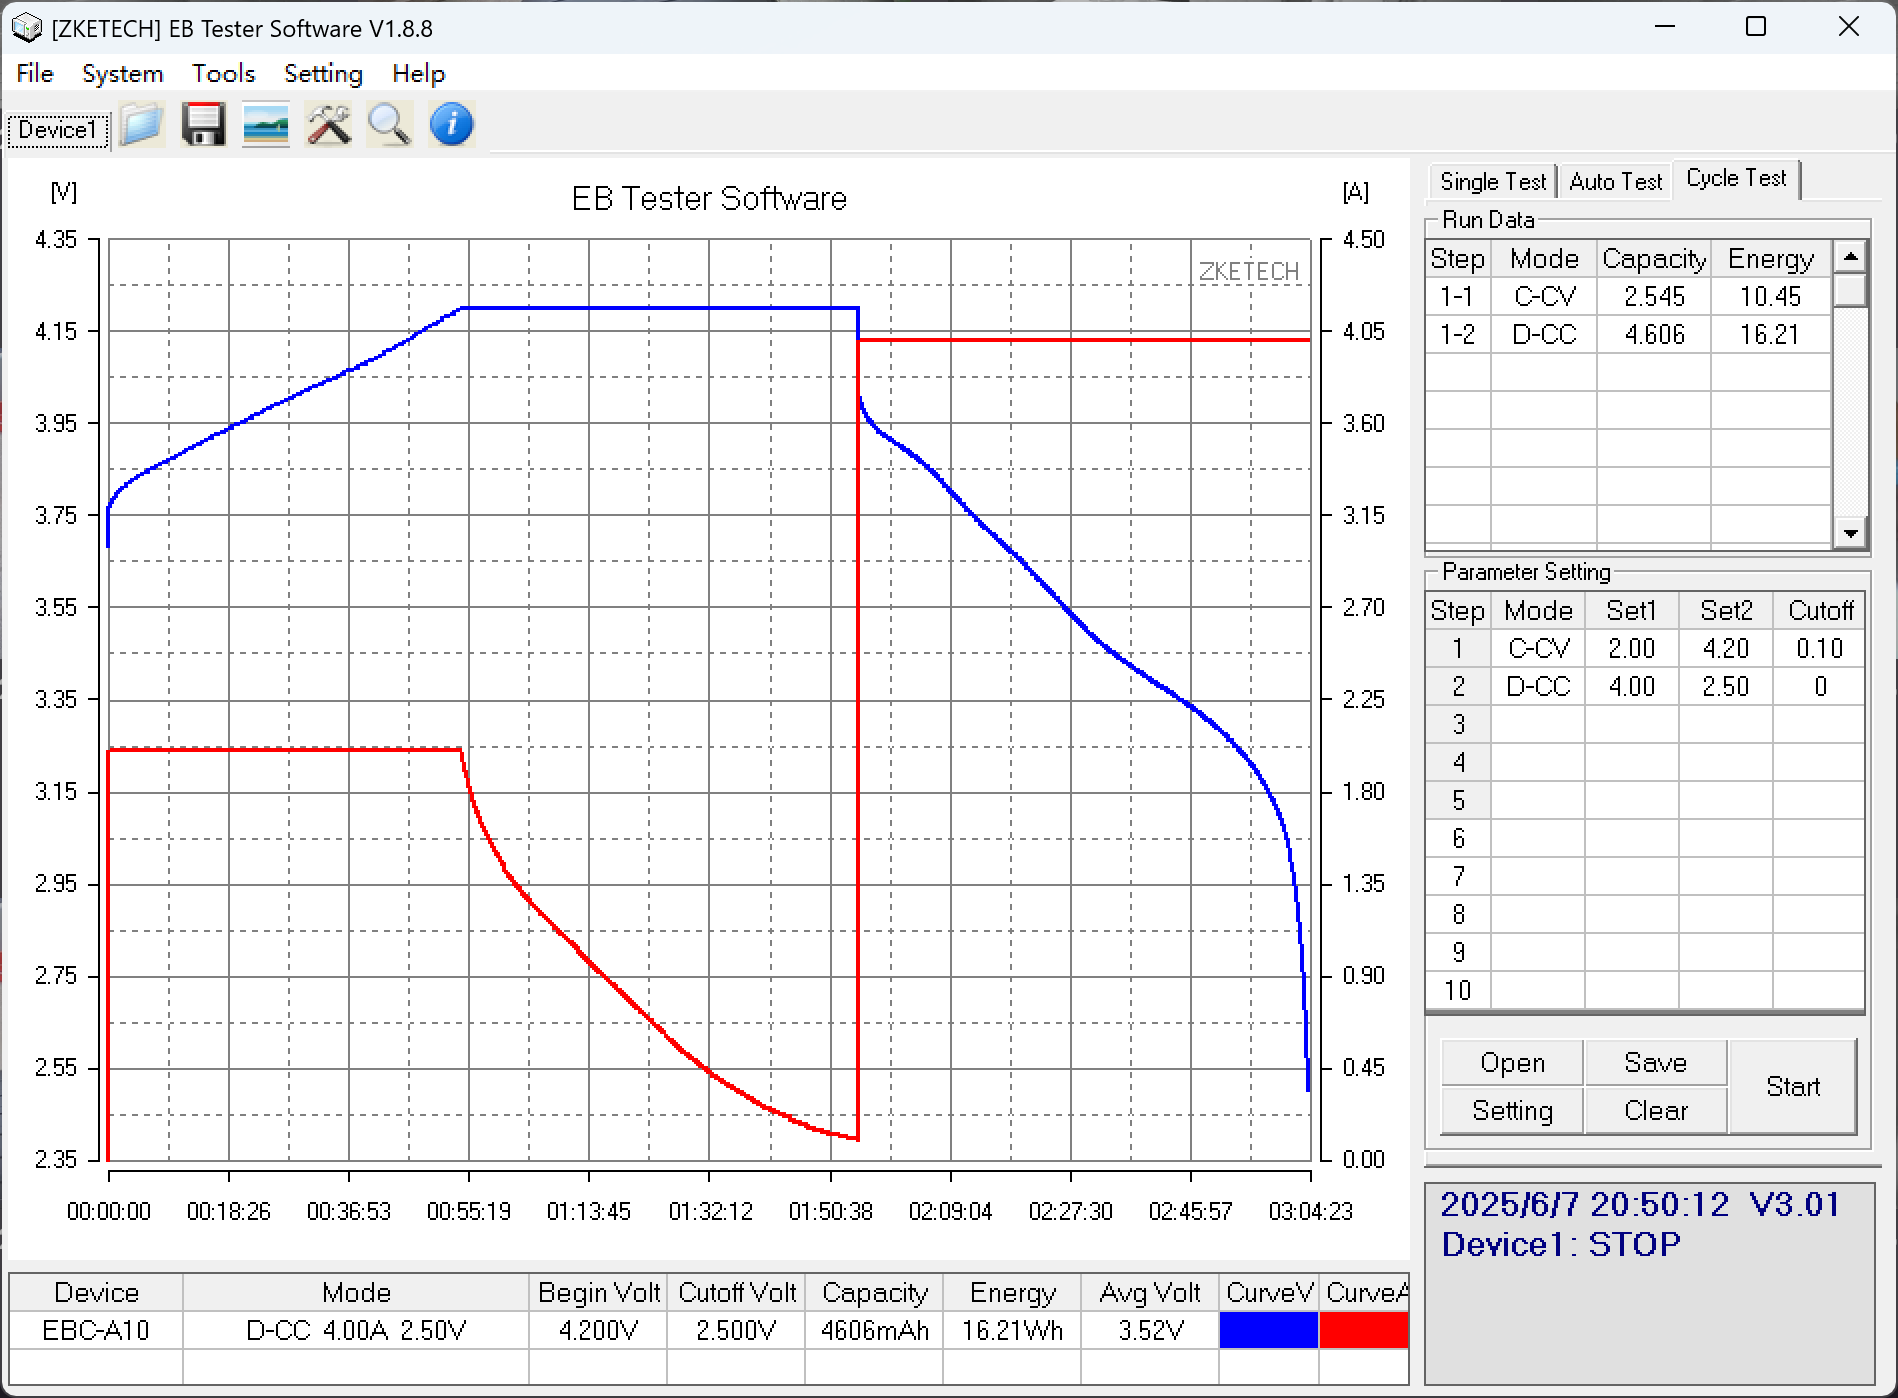 [ZKETECH] EB Tester Software V1.8.8
File System Tools Setting Help
Device1
[V] EB Tester Software [A]
ZKETECH
4.35 4.50
4.15 4.05
3.95 3.60
3.75 3.15
3.55 2.70
3.35 2.25
3.15 1.80
2.95 1.35
2.75 0.90
2.55 0.45
2.35 0.00
00:00:00 00:18:26 00:36:53 00:55:19 01:13:45 01:32:12 01:50:38 02:09:04 02:27:30 02:45:57 03:04:23
Device Mode Begin Volt Cutoff Volt Capacity Energy Avg Volt CurveV CurveA
EBC-A10 D-CC 4.00A 2.50V 4.200V 2.500V 4606mAh 16.21Wh 3.52V
Single Test Auto Test Cycle Test
Run Data
Step Mode Capacity Energy
1-1 C-CV 2.545 10.45
1-2 D-CC 4.606 16.21
Parameter Setting
Step Mode Set1 Set2 Cutoff
1 C-CV 2.00 4.20 0.10
2 D-CC 4.00 2.50 0
3
4
5
6
7
8
9
10
Open Save Start
Setting Clear
2025/6/7 20:50:12 V3.01
Device1: STOP